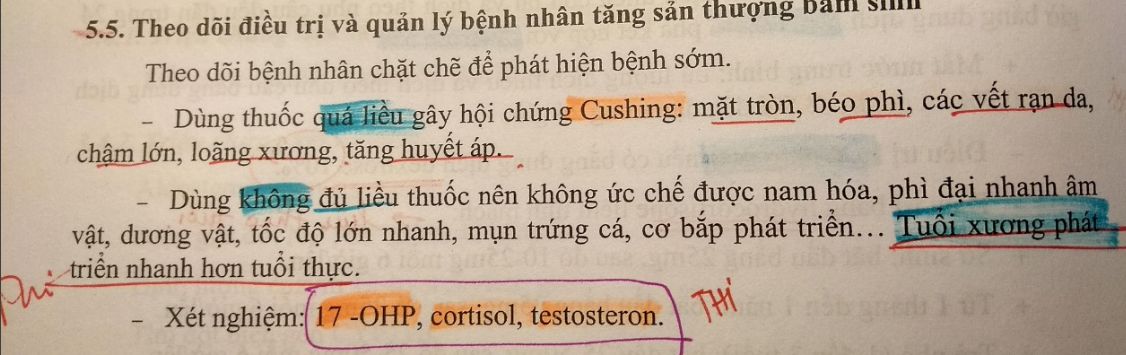 5.5. Theo dõi điều trị và quản lý bệnh nhân tăng sản thượng bẩm sinh
Theo dõi bệnh nhân chặt chẽ để phát hiện bệnh sớm.
- Dùng thuốc quá liều gây hội chứng Cushing: mặt tròn, béo phì, các vết rạn da,
chậm lớn, loãng xương, tăng huyết áp.
- Dùng không đủ liều thuốc nên không ức chế được nam hóa, phì đại nhanh âm
vật, dương vật, tốc độ lớn nhanh, mụn trứng cá, cơ bắp phát triển... Tuổi xương phát
triển nhanh hơn tuổi thực.
- Xét nghiệm: 17 -OHP, cortisol, testosteron. THI